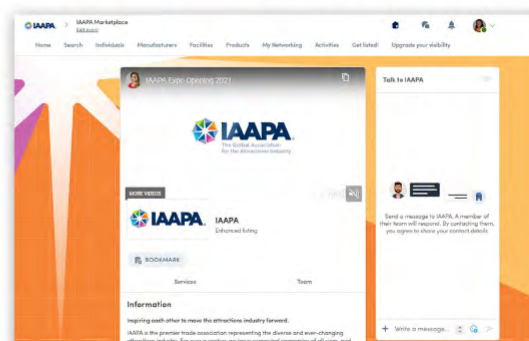 IAAPA
IAAPA Marketplace
Home Search Individuals Manufacturers Facilities Products My Networking Activities Get listed! Upgrade your visibility
IAAPA Expo Opening 2021
IAAPA
The Global Association
for the Attractions Industry
MORE VIDEOS
IAAPA
IAAPA
Enhanced listing
BOOKMARK
Services Team
Information
Inspiring each other to move the attractions industry forward.
IAAPA is the premier trade association representing the diverse and ever-changing
Talk to IAAPA
Send a message to IAAPA. A member of
their team will respond. By contacting them,
you agree to share your contact details
Write a message...